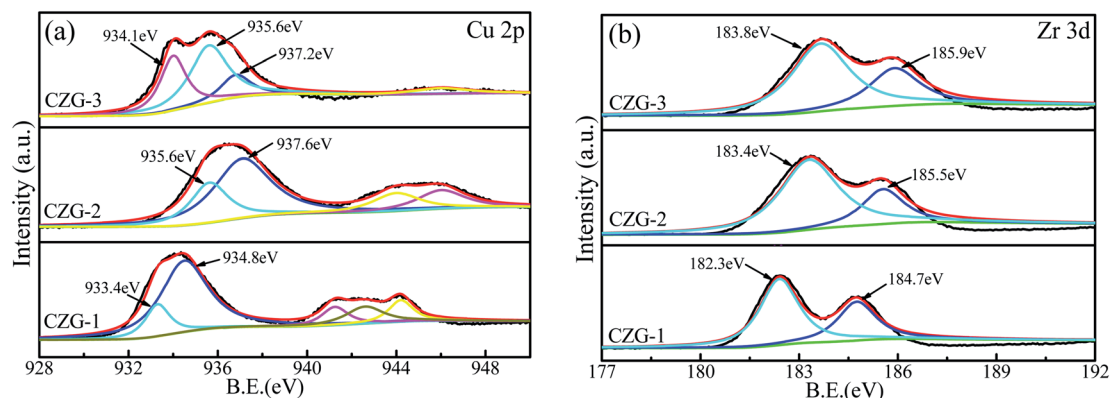 (a)
Cu 2p
934.1eV
935.6eV
937.2eV
CZG-3
935.6eV
937.6eV
CZG-2
933.4eV
934.8eV
CZG-1
Intensity (a.u.)
928 932 936 940 944 948
B.E.(eV)
(b)
Zr 3d
183.8eV
185.9eV
CZG-3
183.4eV
185.5eV
CZG-2
182.3eV
184.7eV
CZG-1
Intensity (a.u.)
177 180 183 186 189 192
B.E.(eV)